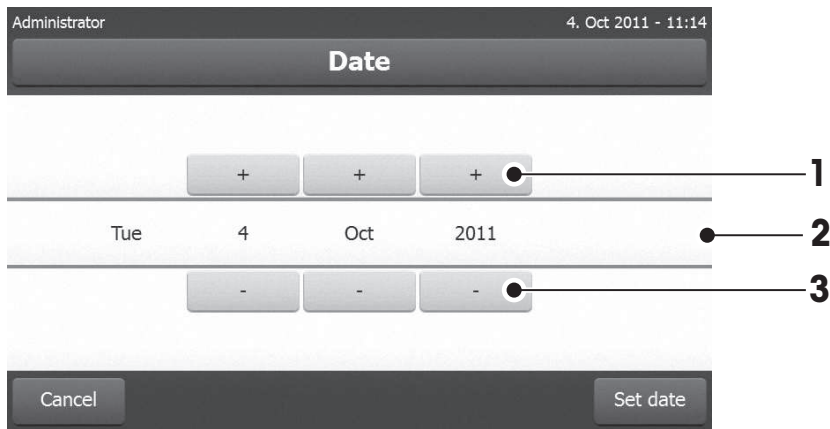 Administrator 4. Oct 2011 - 11:14
Date
+ + + 1
Tue 4 Oct 2011 2
- - - 3
Cancel Set date